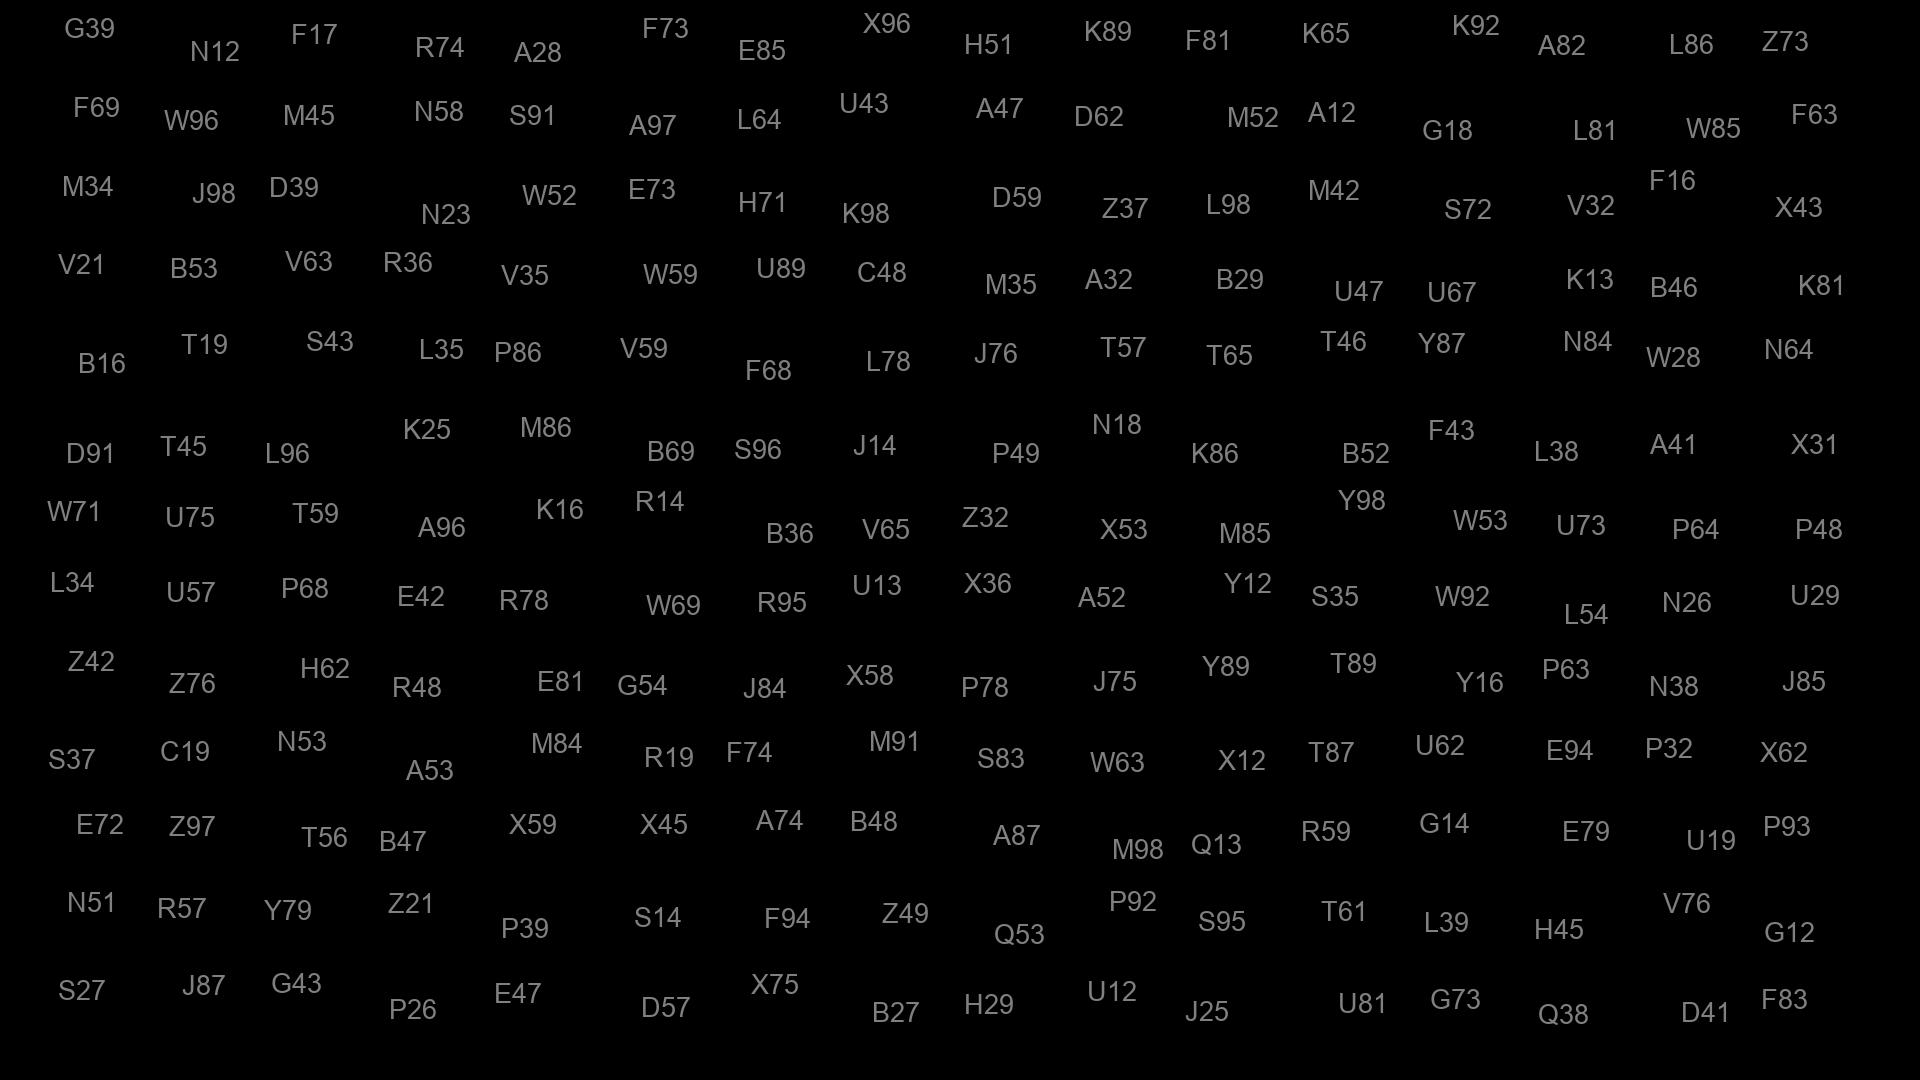 G39 N12 F17 R74 A28 F73 E85 X96 H51 K89 F81 K65 K92 A82 L86 Z73
F69 W96 M45 N58 S91 A97 L64 U43 A47 D62 M52 A12 G18 L81 W85 F63
M34 J98 D39 N23 W52 E73 H71 K98 D59 Z37 L98 M42 S72 V32 F16 X43
V21 B53 V63 R36 V35 W59 U89 C48 M35 A32 B29 U47 U67 K13 B46 K81
B16 T19 S43 L35 P86 V59 F68 L78 J76 T57 T65 T46 Y87 N84 W28 N64
D91 T45 L96 K25 M86 B69 S96 J14 P49 N18 K86 B52 F43 L38 A41 X31
W71 U75 T59 A96 K16 R14 B36 V65 Z32 X53 M85 Y98 W53 U73 P64 P48
L34 U57 P68 E42 R78 W69 R95 U13 X36 A52 Y12 S35 W92 L54 N26 U29
Z42 Z76 H62 R48 E81 G54 J84 X58 P78 J75 Y89 T89 Y16 P63 N38 J85
S37 C19 N53 A53 M84 R19 F74 M91 S83 W63 X12 T87 U62 E94 P32 X62
E72 Z97 T56 B47 X59 X45 A74 B48 A87 M98 Q13 R59 G14 E79 U19 P93
N51 R57 Y79 Z21 P39 S14 F94 Z49 Q53 P92 S95 T61 L39 H45 V76 G12
S27 J87 G43 P26 E47 D57 X75 B27 H29 U12 J25 U81 G73 Q38 D41 F83